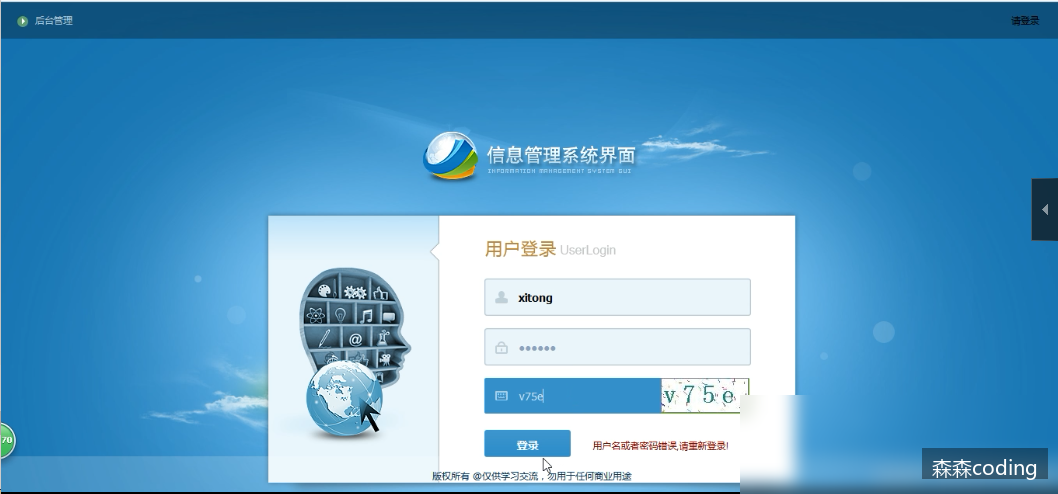 后台管理
请登录
信息管理系统界面
INFORMATION MANAGEMENT SYSTEM GUI
用户登录 UserLogin
xitong
v75e
v75e
登录
用户名或者密码错误,请重新登录!
70
版权所有 @仅供学习交流，勿用于任何商业用途
森森coding